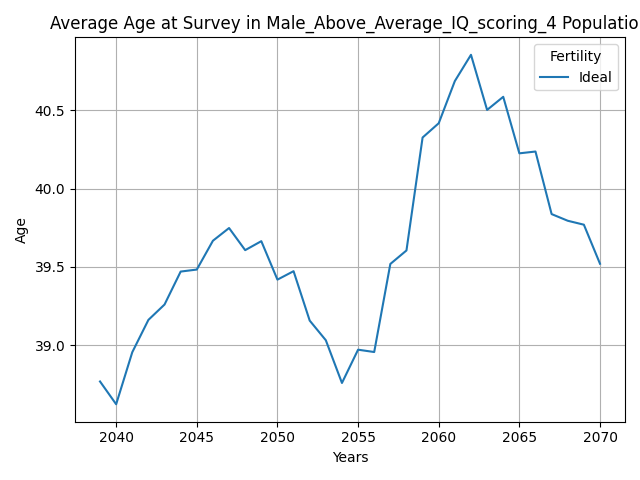 Average Age at Survey in Male_Above_Average_IQ_scoring_4 Populatio
Fertility
Ideal
40.5
40.0
39.5
39.0
Age
2040 2045 2050 2055 2060 2065 2070
Years